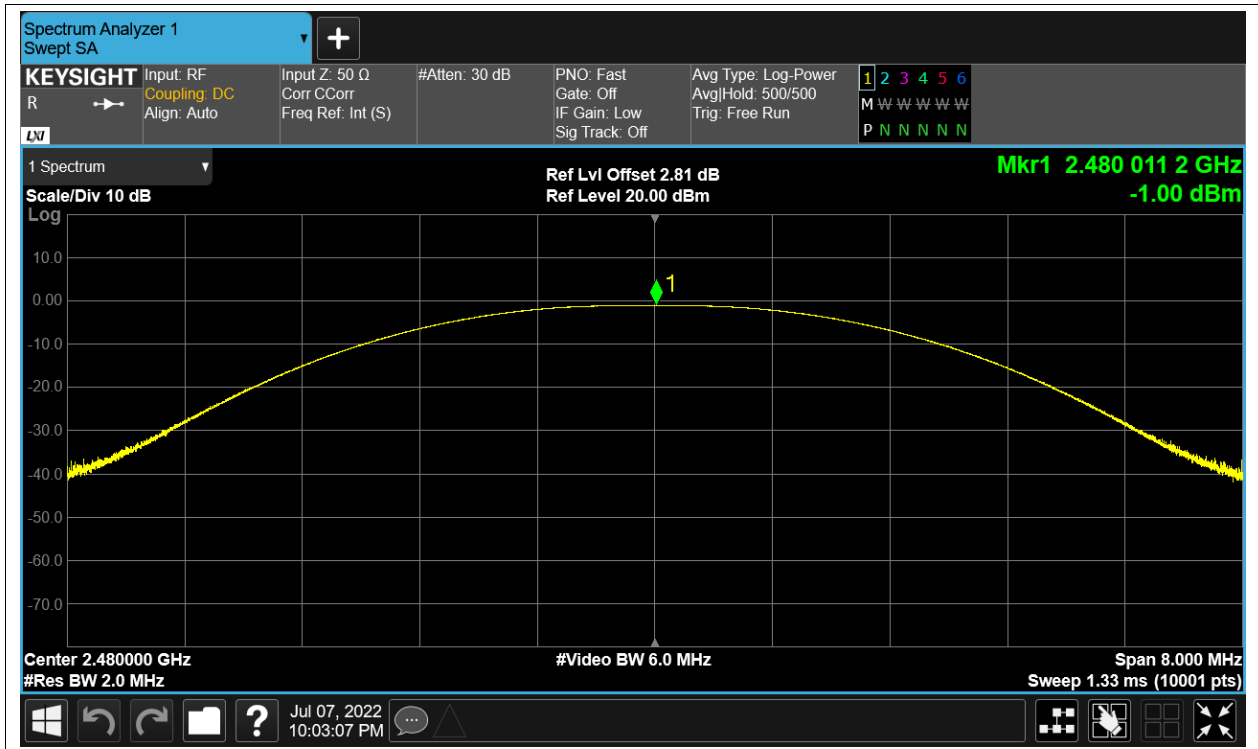 Spectrum Analyzer 1
Swept SA
+
KEYSIGHT
R
LXI
Input: RF
Coupling: DC
Align: Auto
Input Z: 50 Ω
Corr CCorr
Freq Ref: Int (S)
#Atten: 30 dB
PNO: Fast
Gate: Off
IF Gain: Low
Sig Track: Off
Avg Type: Log-Power
Avg|Hold: 500/500
Trig: Free Run
1 2 3 4 5 6
M W W W W W
P N N N N N
1 Spectrum
Scale/Div 10 dB
Log
Ref Lvl Offset 2.81 dB
Ref Level 20.00 dBm
Mkr1 2.480 011 2 GHz
-1.00 dBm
1
10.0
0.00
-10.0
-20.0
-30.0
-40.0
-50.0
-60.0
-70.0
Center 2.480000 GHz
#Res BW 2.0 MHz
#Video BW 6.0 MHz
Span 8.000 MHz
Sweep 1.33 ms (10001 pts)
?
Jul 07, 2022
10:03:07 PM